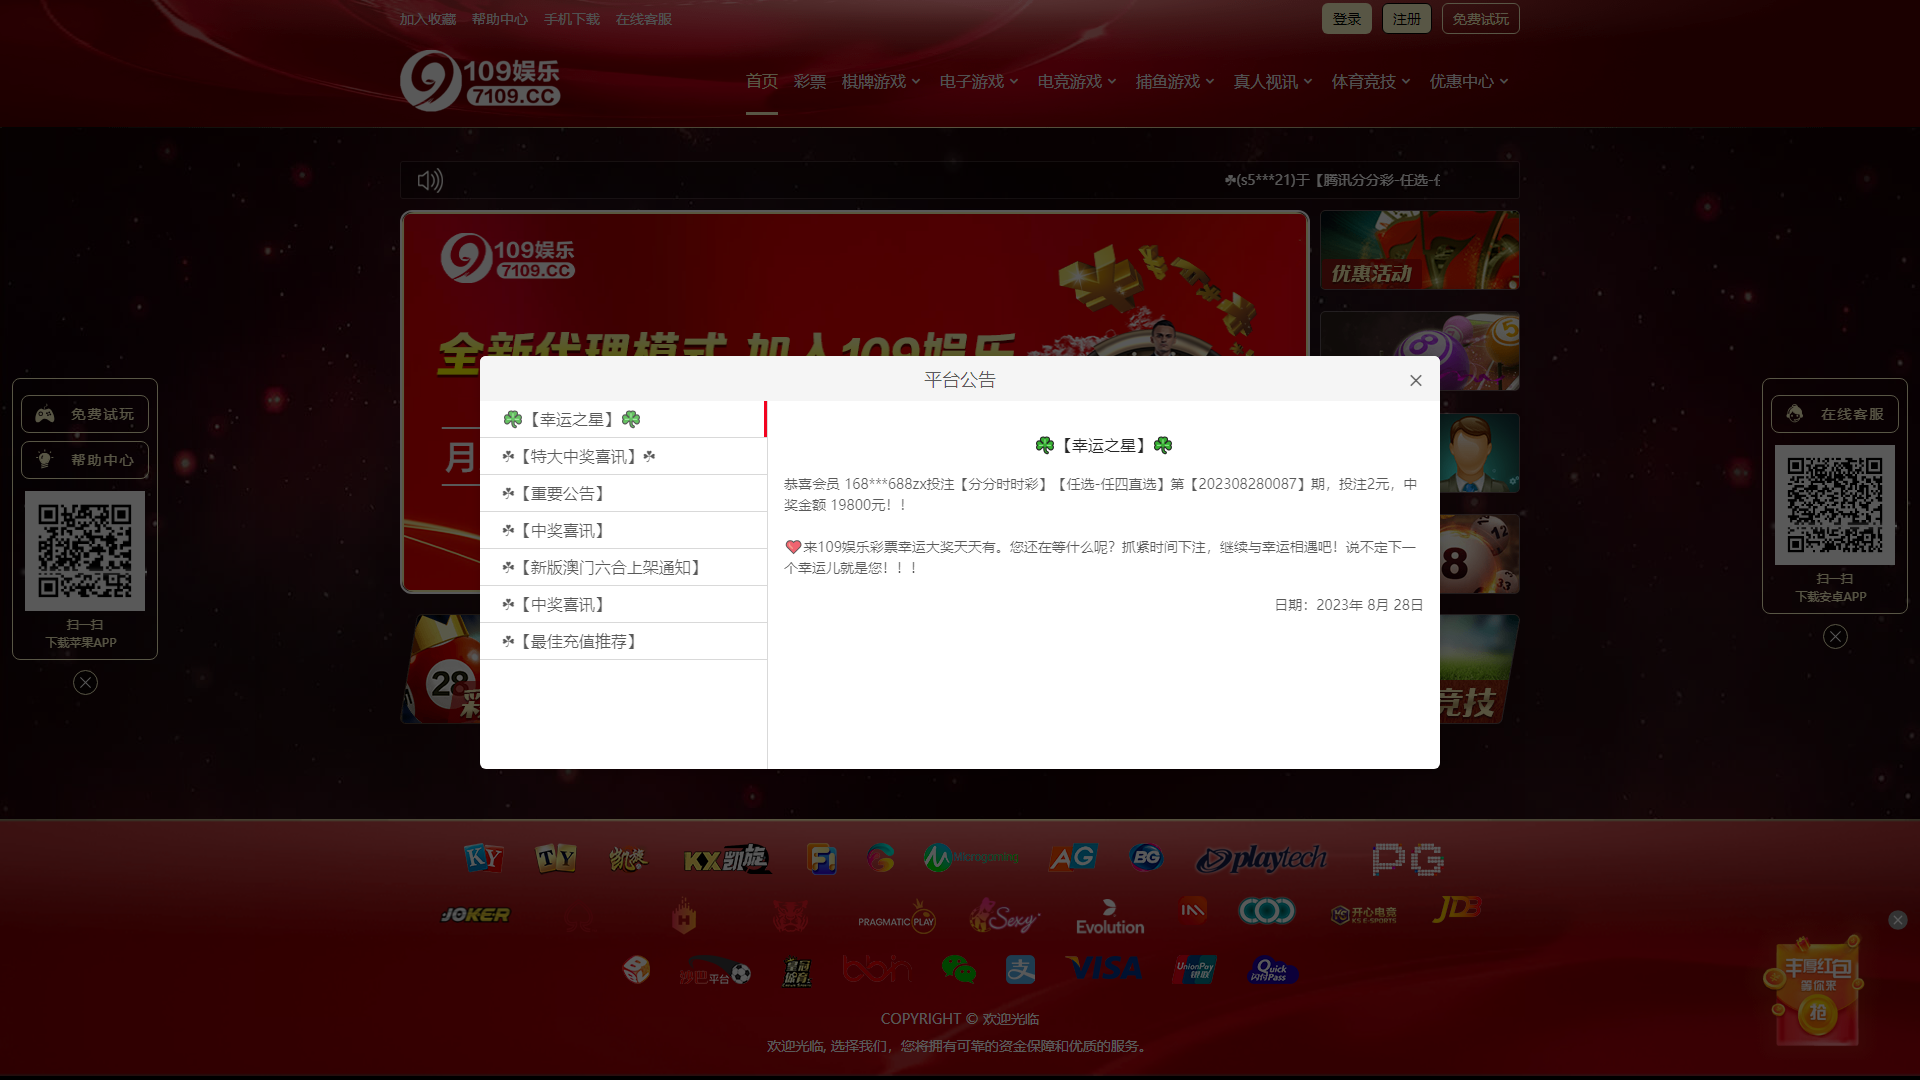 加入收藏 帮助中心 手机下载 在线客服
登录 注册 免费试玩
109娱乐
7109.CC
首页 彩票 棋牌游戏 电子游戏 电竞游戏 捕鱼游戏 真人视讯 体育竞技 优惠中心
☘(s5***21)于【腾讯分分彩-任选-任
109娱乐
7109.CC
全新代理模式 加入109娱乐
月
优惠活动
免费试玩
帮助中心
扫一扫
下载苹果APP
在线客服
扫一扫
下载安卓APP
平台公告
☘【幸运之星】☘
☘【特大中奖喜讯】☘
☘【重要公告】
☘【中奖喜讯】
☘【新版澳门六合上架通知】
☘【中奖喜讯】
☘【最佳充值推荐】
☘【幸运之星】☘
恭喜会员 168***688zx投注【分分时时彩】【任选-任四直选】第【202308280087】期，投注2元，中
奖金额 19800元！！
❤来109娱乐彩票幸运大奖天天有。您还在等什么呢？抓紧时间下注，继续与幸运相遇吧！说不定下一
个幸运儿就是您！！！
日期：2023年 8月 28日
28
彩
8
竞技
KY TY 凯旋 KX凯旋 F1 Microgaming AG BG playtech PG
JOKER H PRAGMATIC PLAY Sexy Evolution IM 开心电竞 KS E-SPORTS JDB
沙巴平台 皇冠体育 bbin 支 VISA UnionPay 银联 Quick Pass 闪付
COPYRIGHT © 欢迎光临
欢迎光临, 选择我们，您将拥有可靠的资金保障和优质的服务。
丰厚红包
等你来
抢